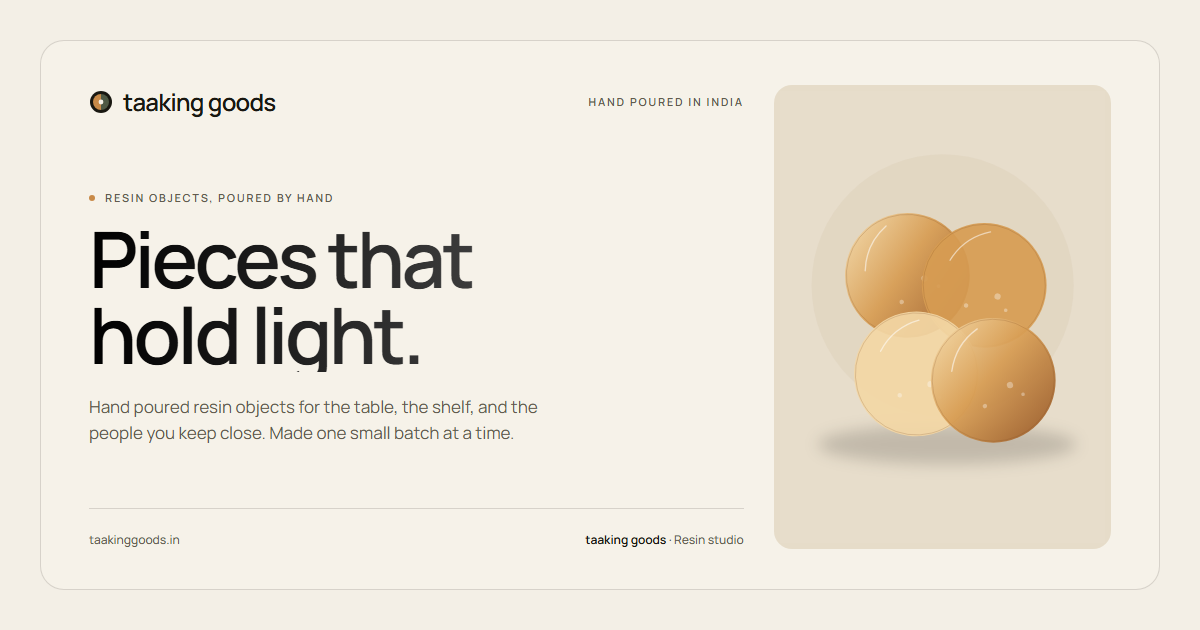 taaking goods
HAND POURED IN INDIA
RESIN OBJECTS, POURED BY HAND
Pieces that
hold light.
Hand poured resin objects for the table, the shelf, and the
people you keep close. Made one small batch at a time.
taakinggoods.in
taaking goods · Resin studio